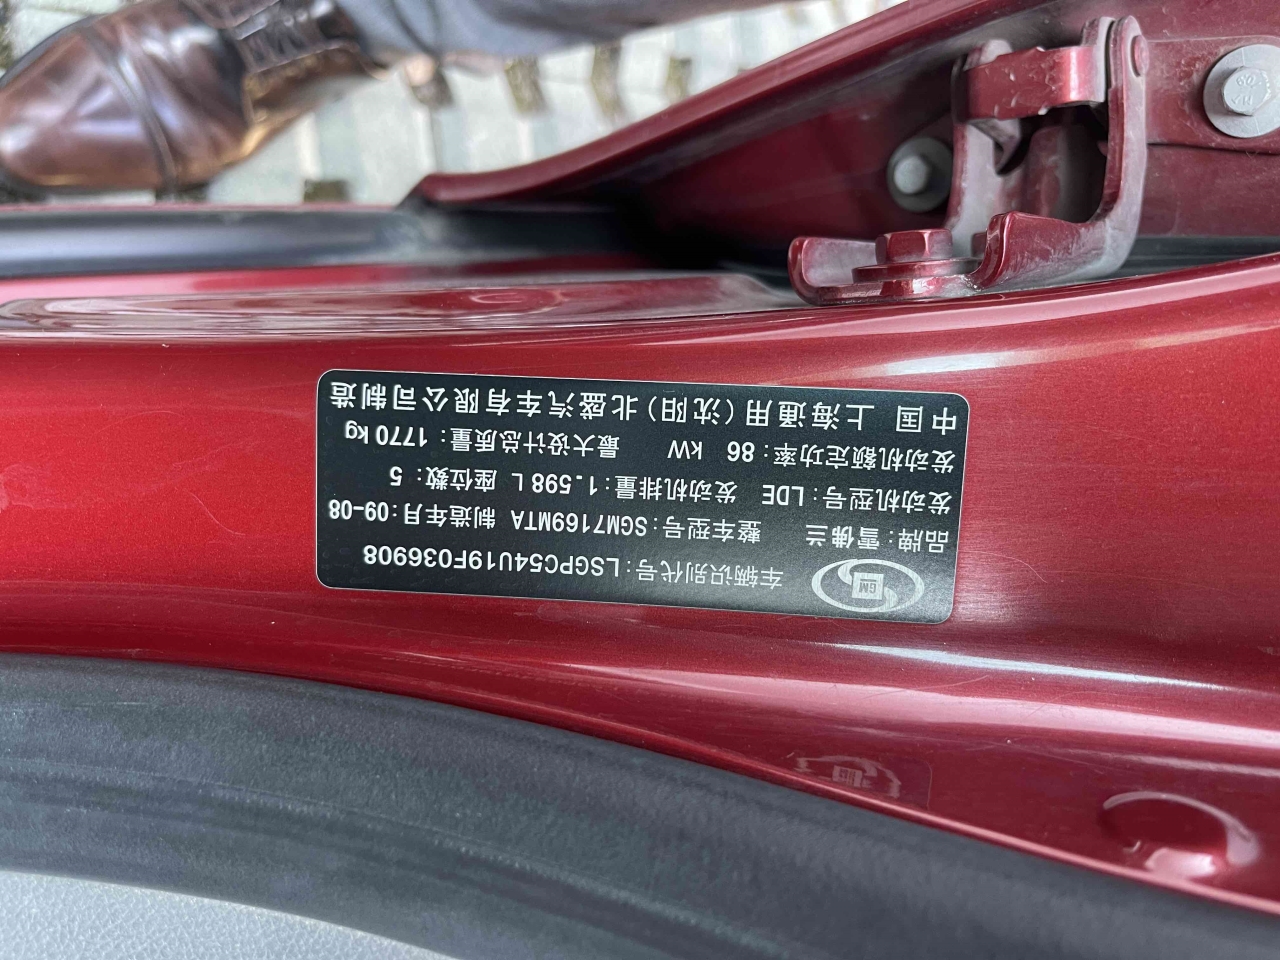 GM
车辆识别代号:LSGPC54U19F036908
品牌:雪佛兰 整车型号:SGM7169MTA 制造年月:09-08
发动机型号:LDE 发动机排量:1.598 L 座位数: 5
发动机额定功率:86 kW 最大设计总质量: 1770 kg
中国 上海通用(沈阳)北盛汽车有限公司制造